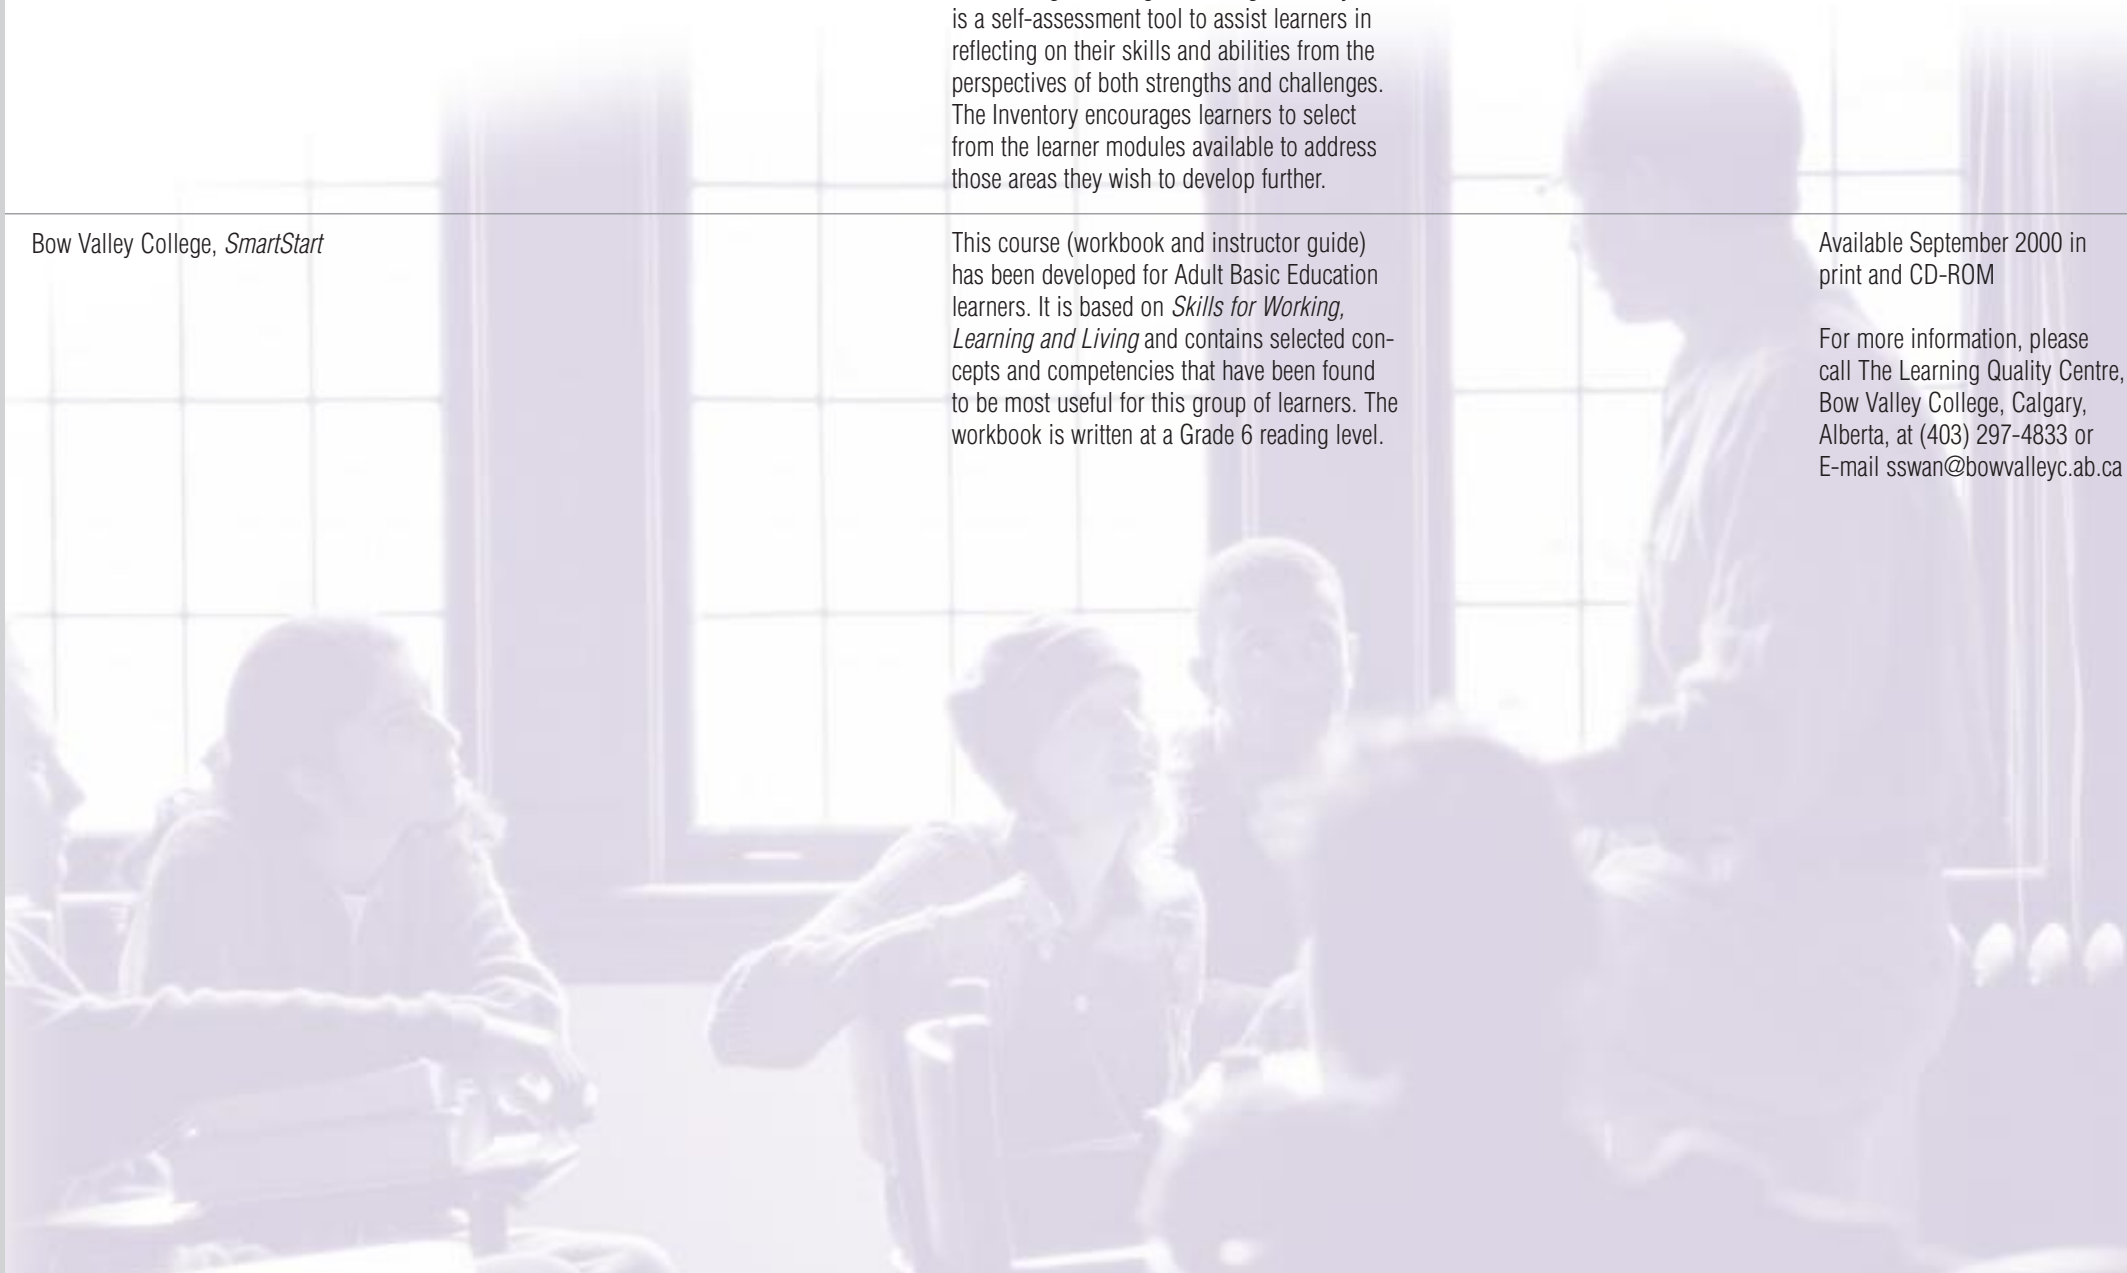 is a self-assessment tool to assist learners in
reflecting on their skills and abilities from the
perspectives of both strengths and challenges.
The Inventory encourages learners to select
from the learner modules available to address
those areas they wish to develop further.
Bow Valley College, SmartStart
This course (workbook and instructor guide)
has been developed for Adult Basic Education
learners. It is based on Skills for Working,
Learning and Living and contains selected con-
cepts and competencies that have been found
to be most useful for this group of learners. The
workbook is written at a Grade 6 reading level.
Available September 2000 in
print and CD-ROM
For more information, please
call The Learning Quality Centre,
Bow Valley College, Calgary,
Alberta, at (403) 297-4833 or
E-mail sswan@bowvalleyc.ab.ca